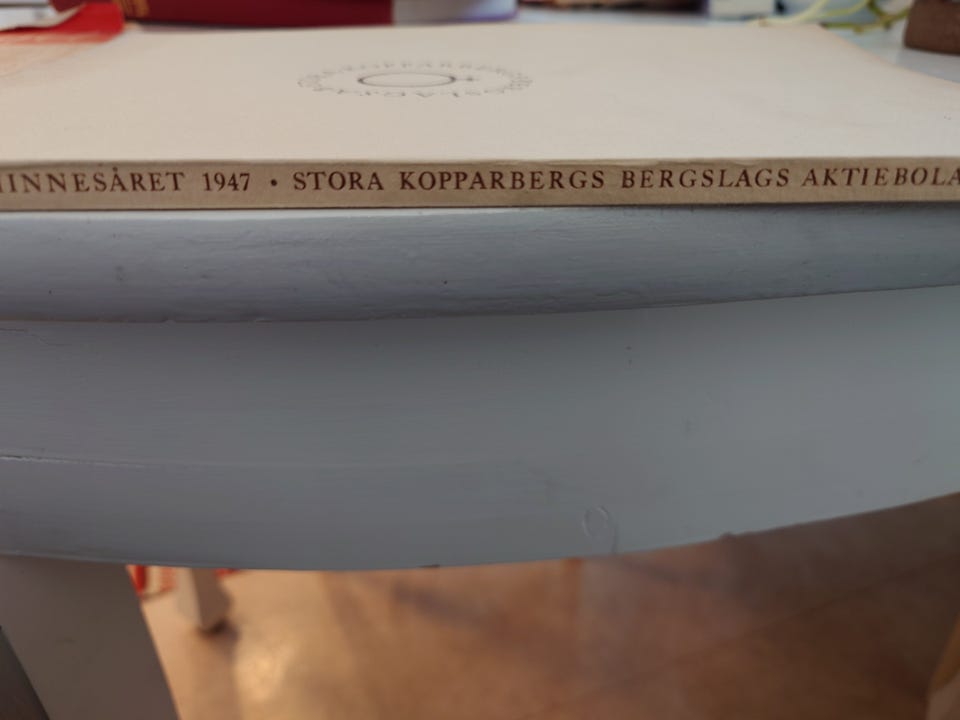 INNESÅRET 1947 • STORA KOPPARBERGS BERGSLAGS AKTIEBOLA